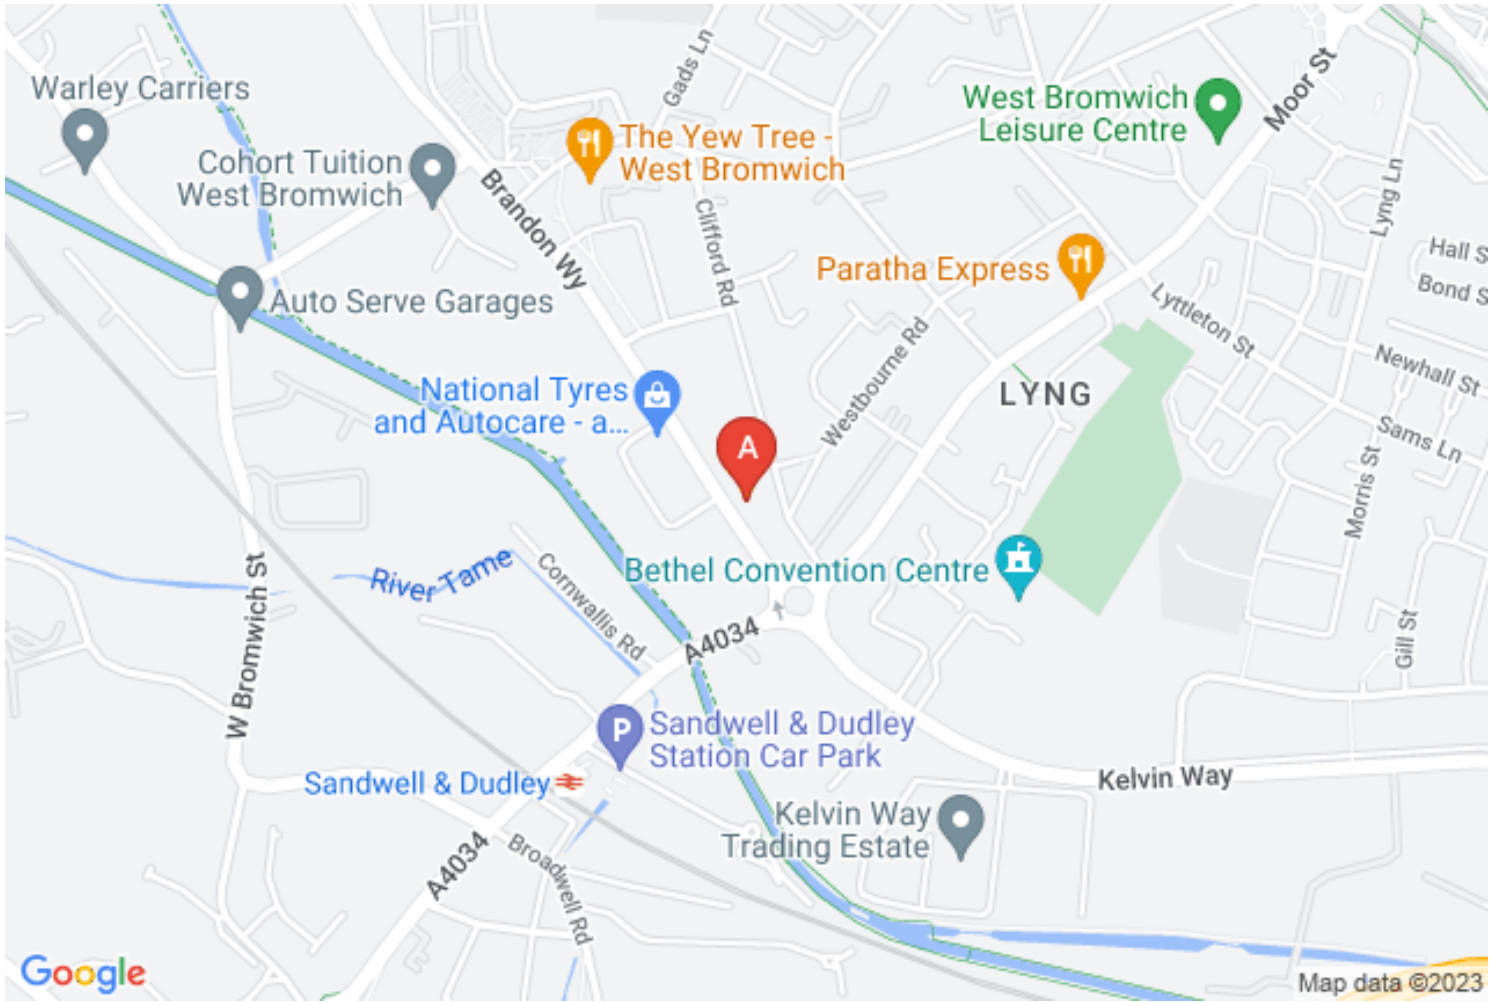 Gads Ln
Moor St
Warley Carriers
West Bromwich
Leisure Centre
The Yew Tree -
West Bromwich
Cohort Tuition
West Bromwich
Brandon Wy
Clifford Rd
Lyng Ln
Hall S
Bond S
Paratha Express
Auto Serve Garages
Lyttleton St
Westbourne Rd
Newhall St
National Tyres
and Autocare - a...
LYNG
A
Sams Ln
Morris St
River Tame
Cornwallis Rd
Bethel Convention Centre
W Bromwich St
A4034
Gill St
P
Sandwell & Dudley
Station Car Park
Sandwell & Dudley
Kelvin Way
Kelvin Way
Trading Estate
A4034
Broadwell Rd
Google
Map data ©2023